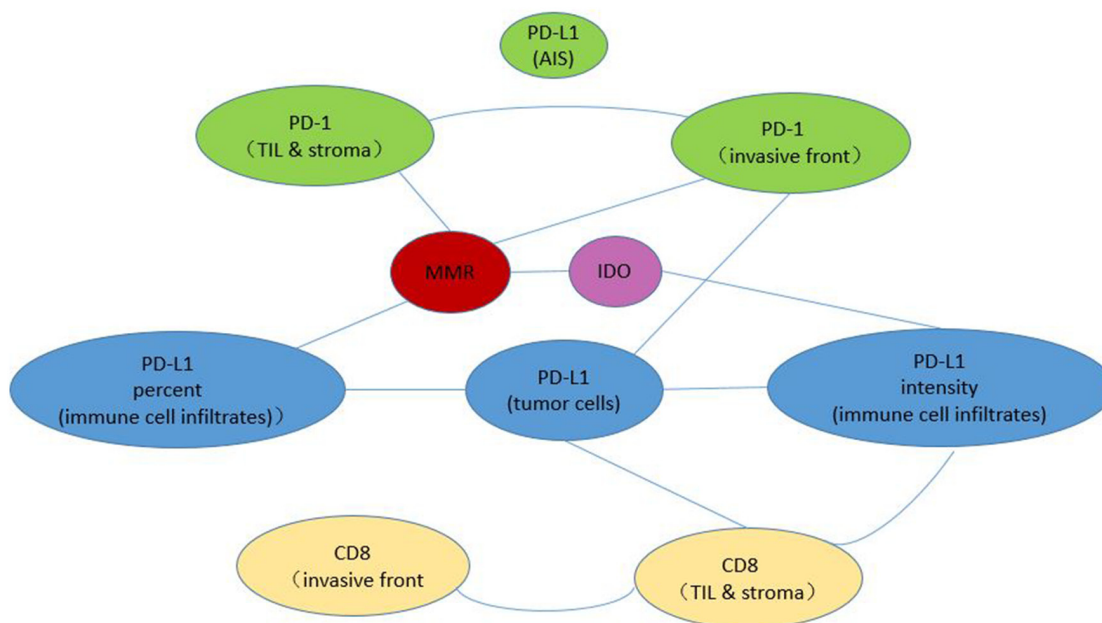 PD-L1
(AIS)
PD-1
（TIL & stroma）
PD-1
（invasive front）
MMR
IDO
PD-L1
percent
(immune cell infiltrates)）
PD-L1
(tumor cells)
PD-L1
intensity
(immune cell infiltrates)
CD8
（invasive front
CD8
（TIL & stroma）